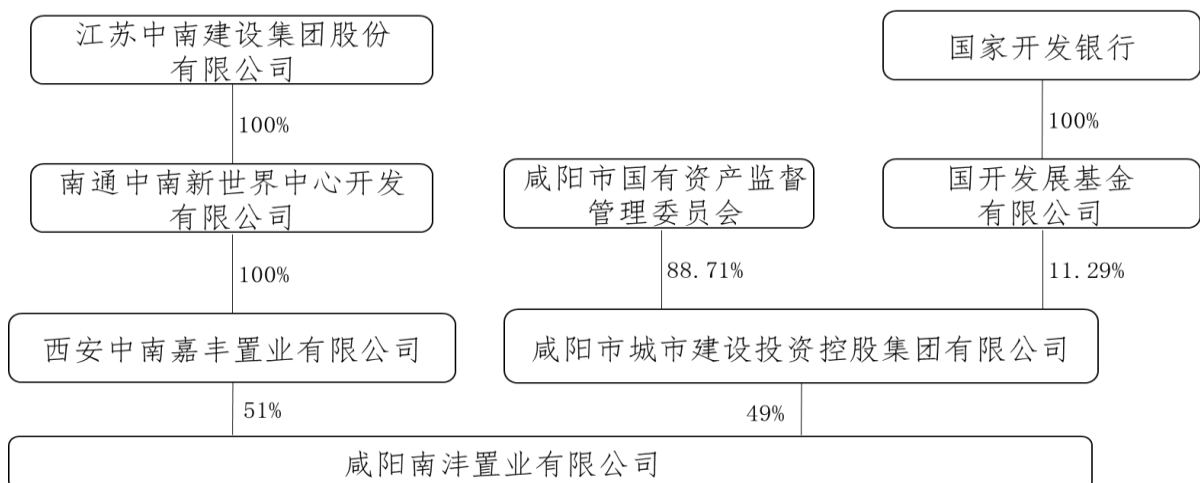 江苏中南建设集团股份
有限公司
国家开发银行
100%
100%
南通中南新世界中心开发
有限公司
咸阳市国有资产监督
管理委员会
国开发展基金
有限公司
100%
88.71%
11.29%
西安中南嘉丰置业有限公司
咸阳市城市建设投资控股集团有限公司
51%
49%
咸阳南沣置业有限公司